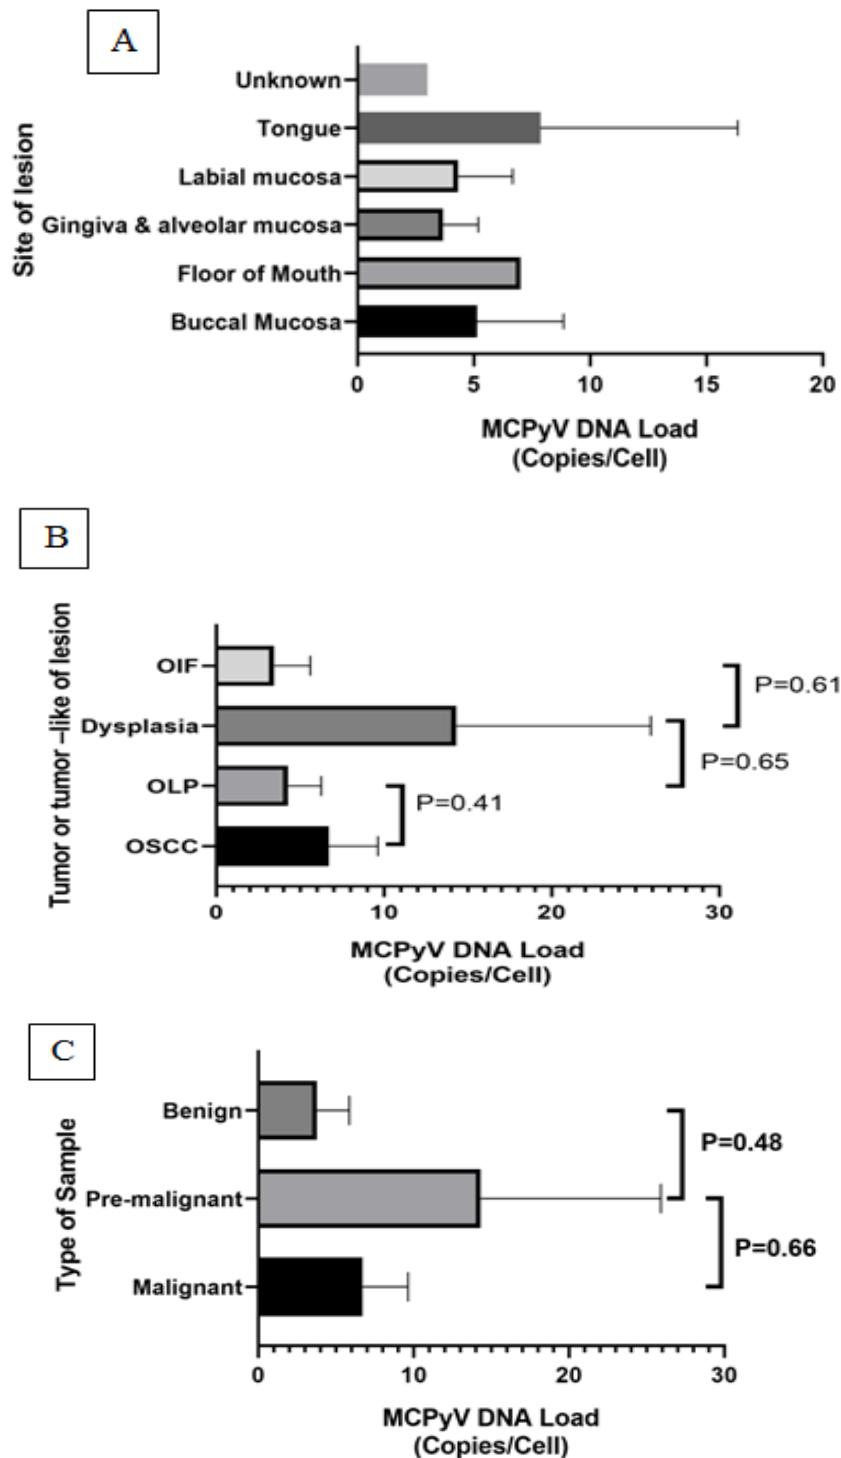 A
Site of lesion
Unknown
Tongue
Labial mucosa
Gingiva & alveolar mucosa
Floor of Mouth
Buccal Mucosa
0 5 10 15 20
MCPyV DNA Load
(Copies/Cell)
B
Tumor or tumor –like of lesion
OIF
Dysplasia
OLP
OSCC
P=0.61
P=0.65
P=0.41
0 10 20 30
MCPyV DNA Load
(Copies/Cell)
C
Type of Sample
Benign
Pre-malignant
Malignant
P=0.48
P=0.66
0 10 20 30
MCPyV DNA Load
(Copies/Cell)